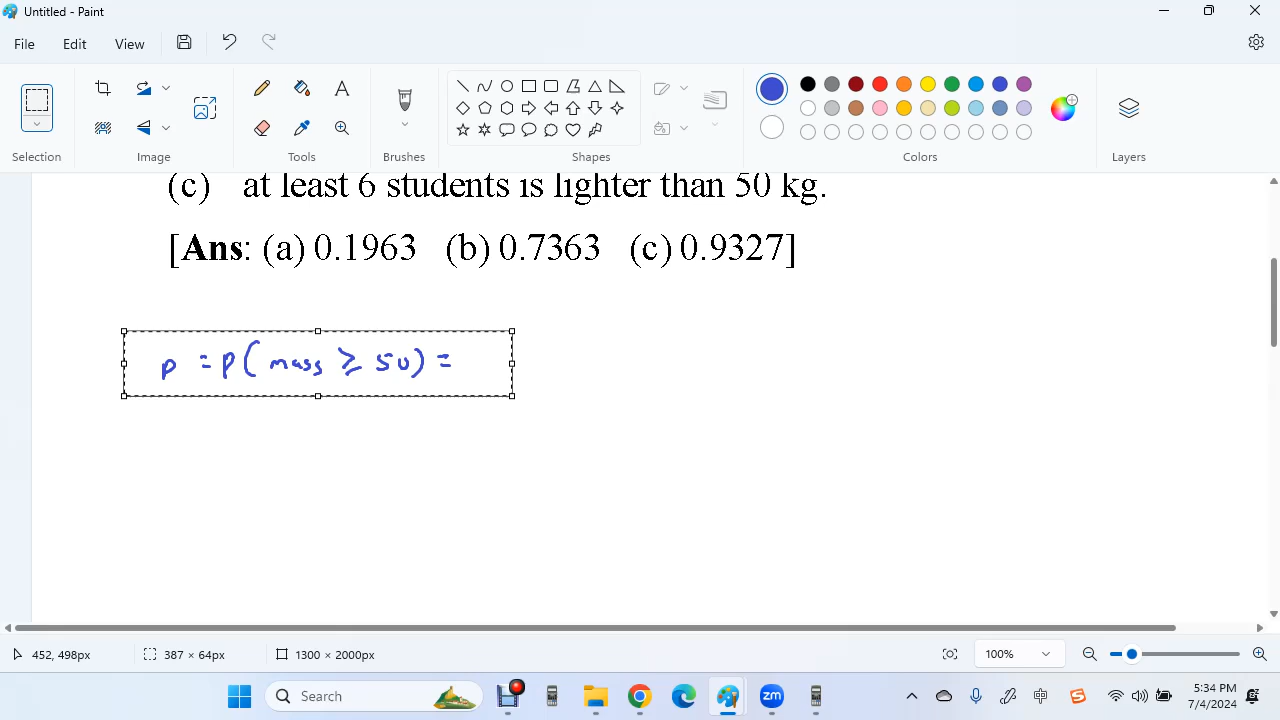 Untitled - Paint
File Edit View
Selection Image Tools Brushes Shapes Colors Layers
(c) at least 6 students is lighter than 50 kg.
[Ans: (a) 0.1963 (b) 0.7363 (c) 0.9327]
p = P( mass ≥ 50) =
452, 498px 387 × 64px 1300 × 2000px 100%
Search zm 中 S 5:34 PM
7/4/2024